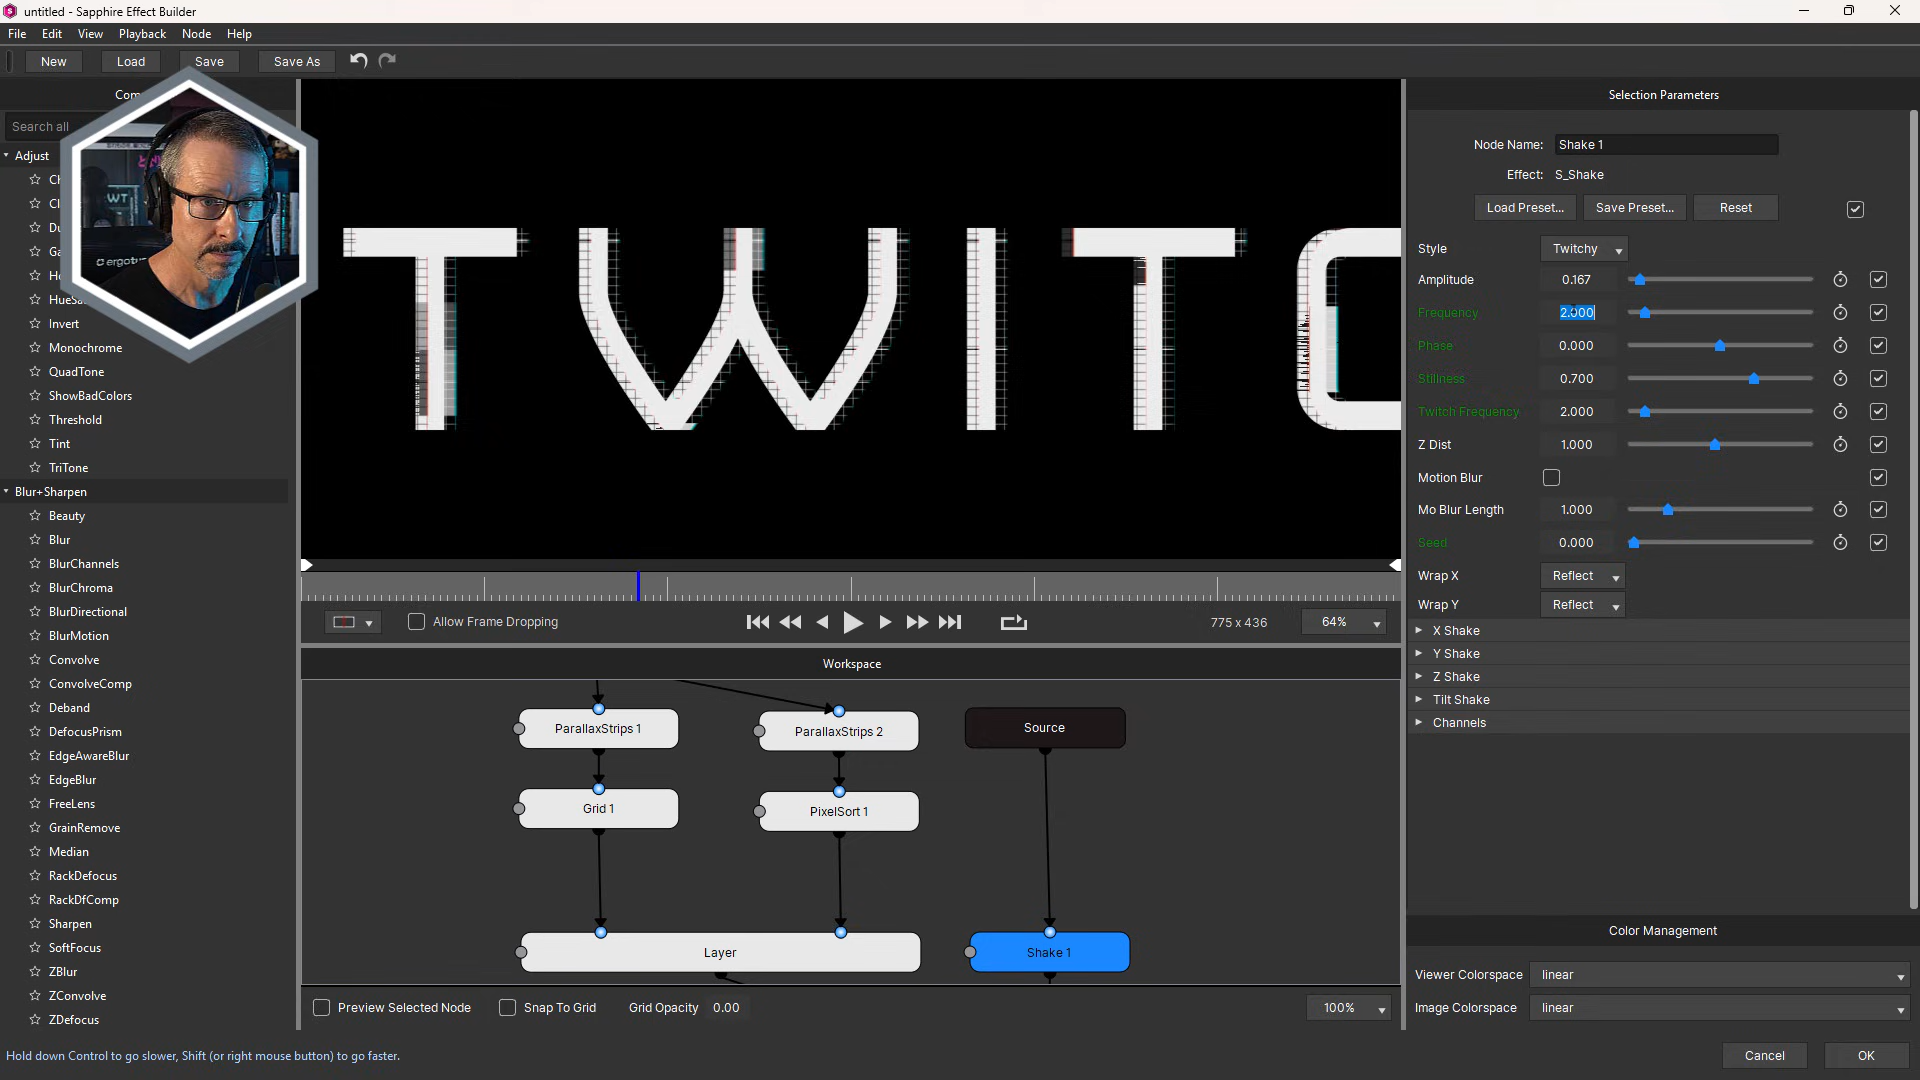 untitled - Sapphire Effect Builder
File Edit View Playback Node Help
New Load Save Save As
Search all
Adjust
Invert
Monochrome
QuadTone
ShowBadColors
Threshold
Tint
TriTone
Blur+Sharpen
Beauty
Blur
BlurChannels
BlurChroma
BlurDirectional
BlurMotion
Convolve
ConvolveComp
Deband
DefocusPrism
EdgeAwareBlur
EdgeBlur
FreeLens
GrainRemove
Median
RackDefocus
RackDfComp
Sharpen
SoftFocus
ZBlur
ZConvolve
ZDefocus
TWITC
Allow Frame Dropping
775 x 436
64%
Workspace
ParallaxStrips 1
ParallaxStrips 2
Source
Grid 1
PixelSort 1
Layer
Shake 1
Preview Selected Node Snap To Grid Grid Opacity 0.00 100%
Selection Parameters
Node Name: Shake 1
Effect: S_Shake
Load Preset... Save Preset... Reset
Style Twitchy
Amplitude 0.167
Frequency 2.000
Phase 0.000
Stillness 0.700
Twitch Frequency 2.000
Z Dist 1.000
Motion Blur
Mo Blur Length 1.000
Seed 0.000
Wrap X Reflect
Wrap Y Reflect
X Shake
Y Shake
Z Shake
Tilt Shake
Channels
Color Management
Viewer Colorspace linear
Image Colorspace linear
Hold down Control to go slower, Shift (or right mouse button) to go faster.
Cancel OK